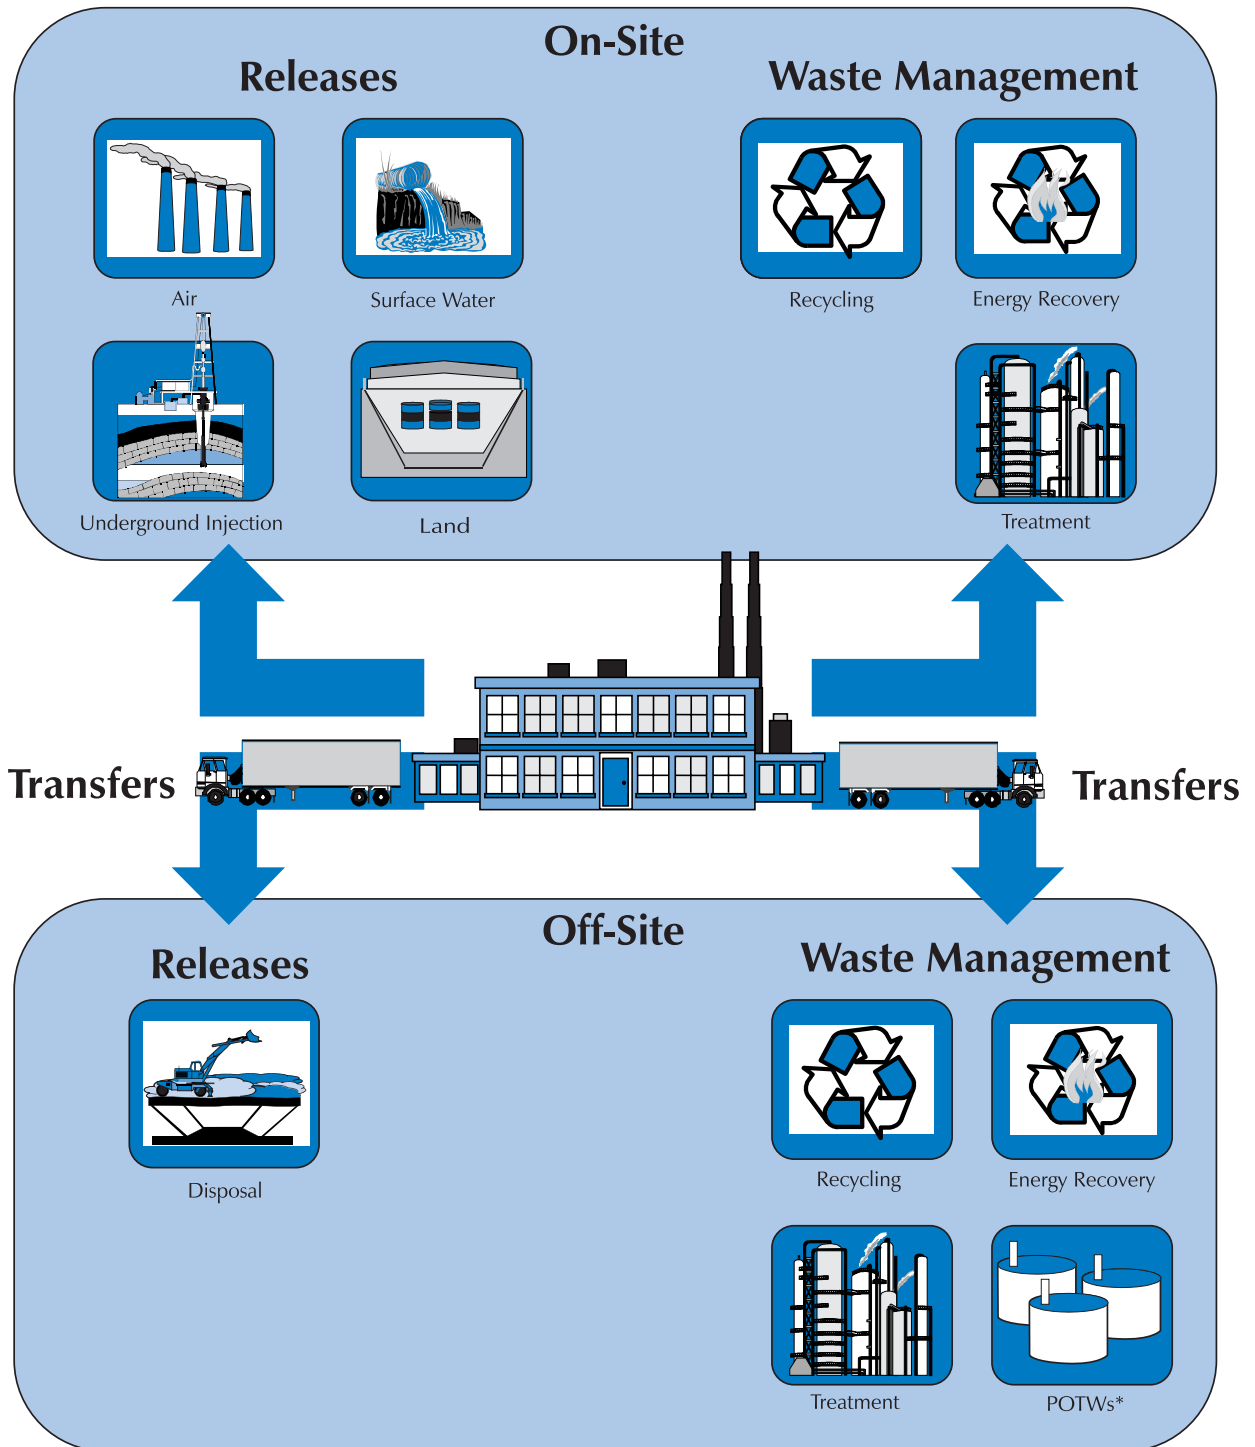 On-Site
Releases
Waste Management
Air
Surface Water
Recycling
Energy Recovery
Underground Injection
Land
Treatment
Transfers
Transfers
Off-Site
Releases
Waste Management
Disposal
Recycling
Energy Recovery
Treatment
POTWs*